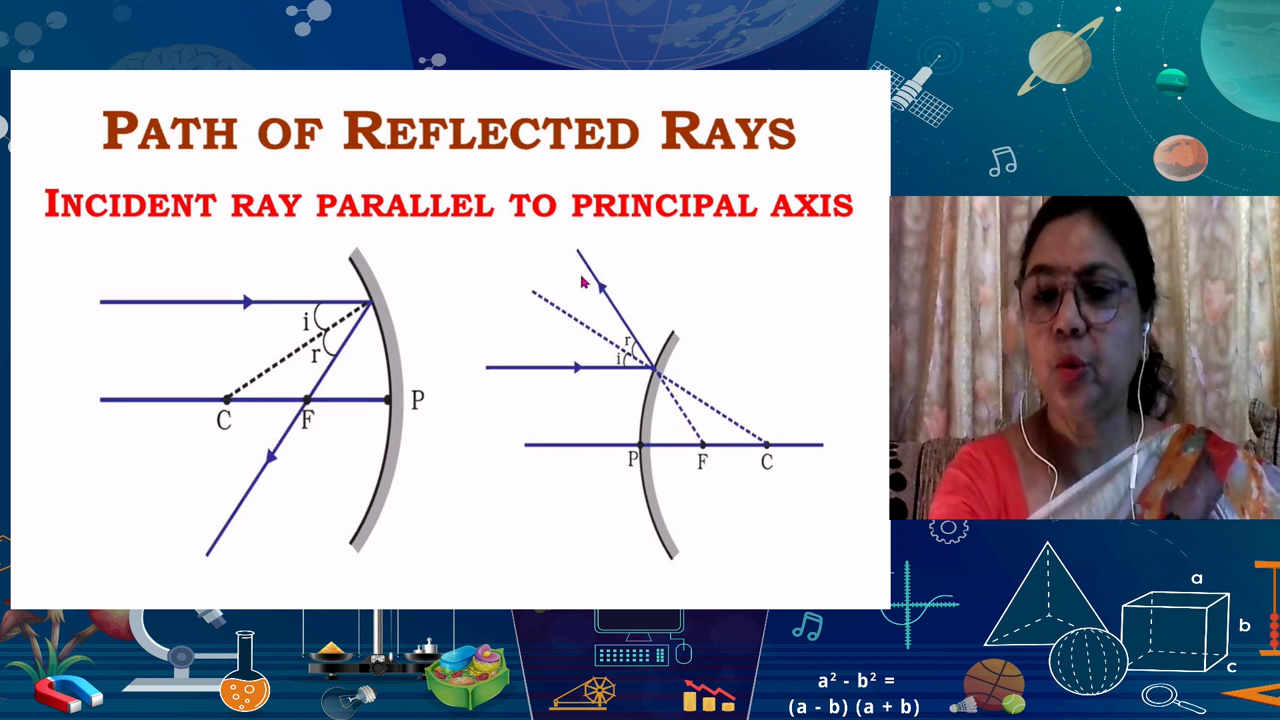 PATH OF REFLECTED RAYS
INCIDENT RAY PARALLEL TO PRINCIPAL AXIS
i
r
C
F
P
r
i
P
F
C
a
b
c
a² - b² =
(a - b) (a + b)